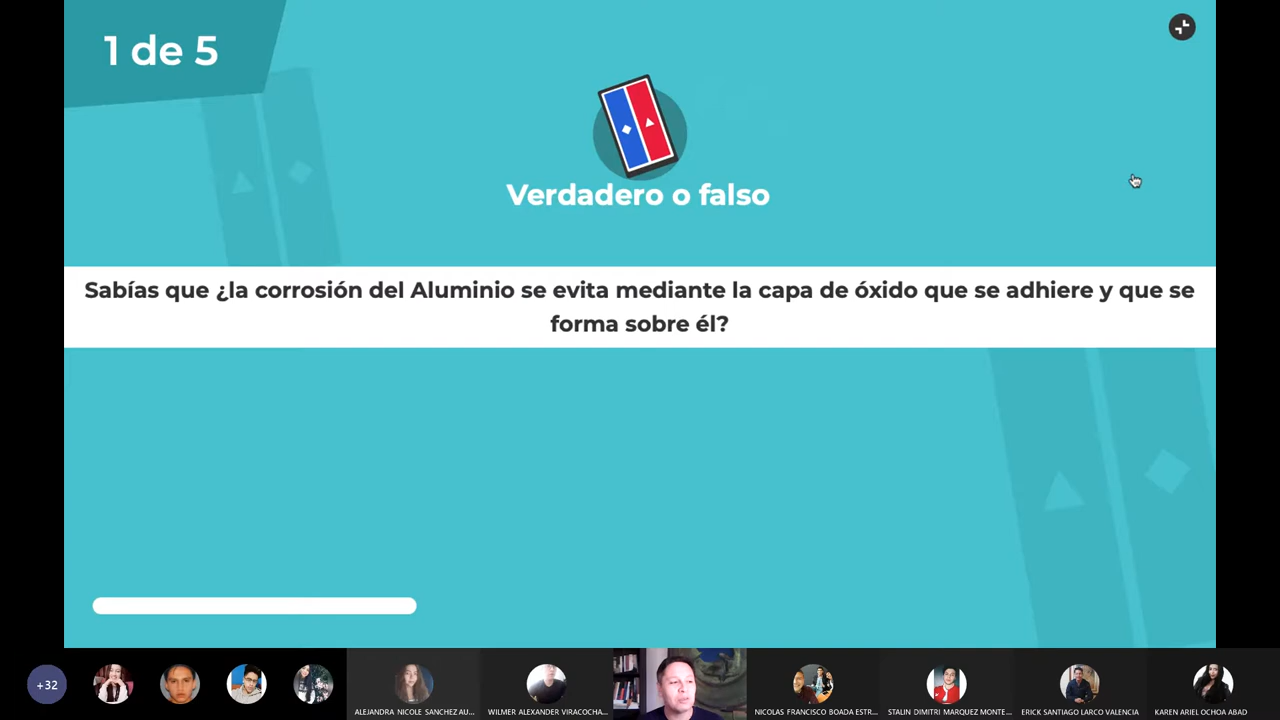 1 de 5
Verdadero o falso
Sabías que ¿la corrosión del Aluminio se evita mediante la capa de óxido que se adhiere y que se
forma sobre él?
+32
ALEJANDRA NICOLE SANCHEZ AU...
WILMER ALEXANDER VIRACOCHA...
NICOLAS FRANCISCO BOADA ESTR...
STALIN DIMITRI MARQUEZ MONTE...
ERICK SANTIAGO LARCO VALENCIA
KAREN ARIEL OCHOA ABAD